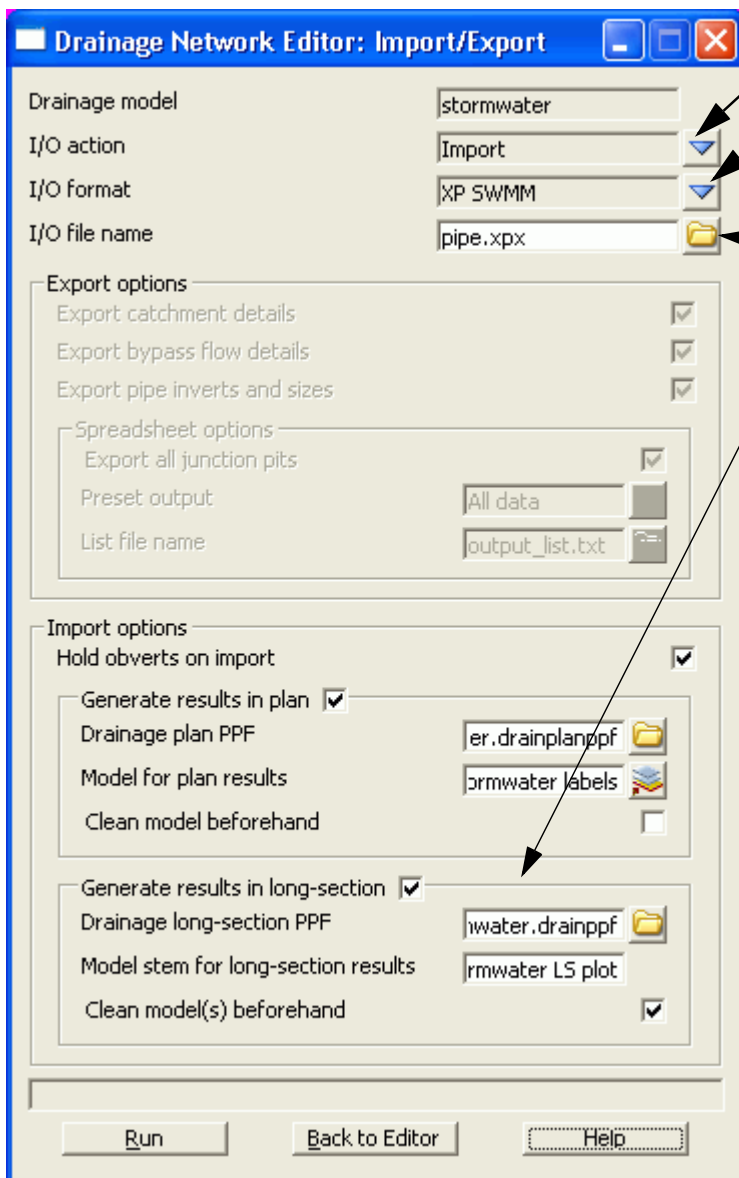 Drainage Network Editor: Import/Export
Drainage model stormwater
I/O action Import
I/O format XP SWMM
I/O file name pipe.xpx
Export options
Export catchment details
Export bypass flow details
Export pipe inverts and sizes
Spreadsheet options
Export all junction pits
Preset output All data
List file name output_list.txt
Import options
Hold obverts on import
Generate results in plan
Drainage plan PPF er.drainplanppf
Model for plan results ormwater labels
Clean model beforehand
Generate results in long-section
Drainage long-section PPF nwater.drainppf
Model stem for long-section results rmwater LS plot
Clean model(s) beforehand
Run Back to Editor Help